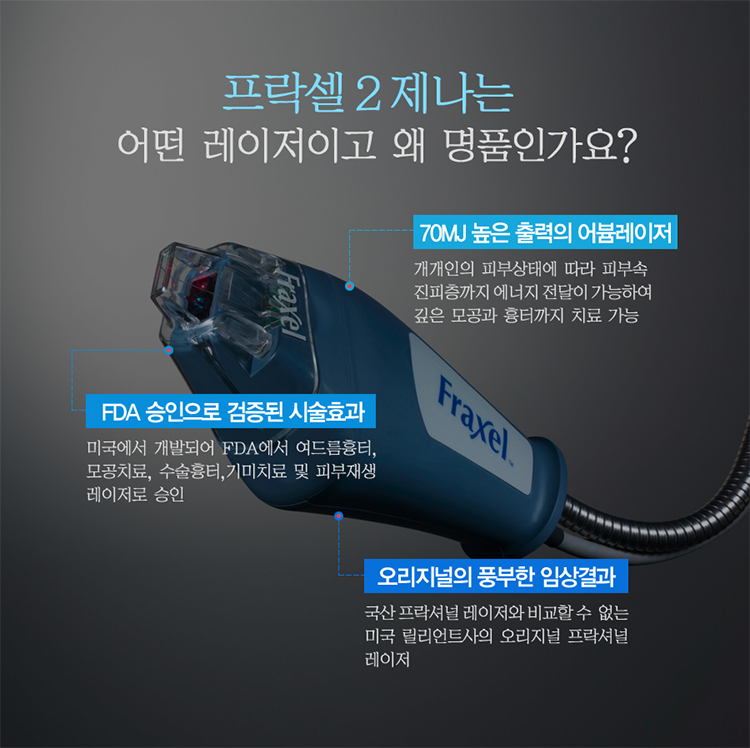 프락셀 2 제나는
어떤 레이저이고 왜 명품인가요?
70MJ 높은 출력의 어븀레이저
개개인의 피부상태에 따라 피부속
진피층까지 에너지 전달이 가능하여
깊은 모공과 흉터까지 치료 가능
Fraxel
FDA 승인으로 검증된 시술효과
미국에서 개발되어 FDA에서 여드름흉터,
모공치료, 수술흉터,기미치료 및 피부재생
레이저로 승인
Fraxel™
오리지널의 풍부한 임상결과
국산 프락셔널 레이저와 비교할 수 없는
미국 릴리언트사의 오리지널 프락셔널
레이저